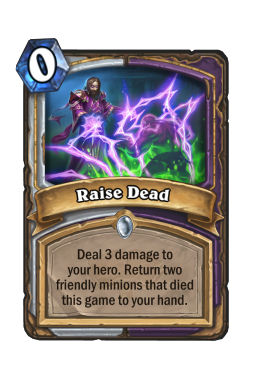 0
Raise Dead
Deal 3 damage to
your hero. Return two
friendly minions that died
this game to your hand.